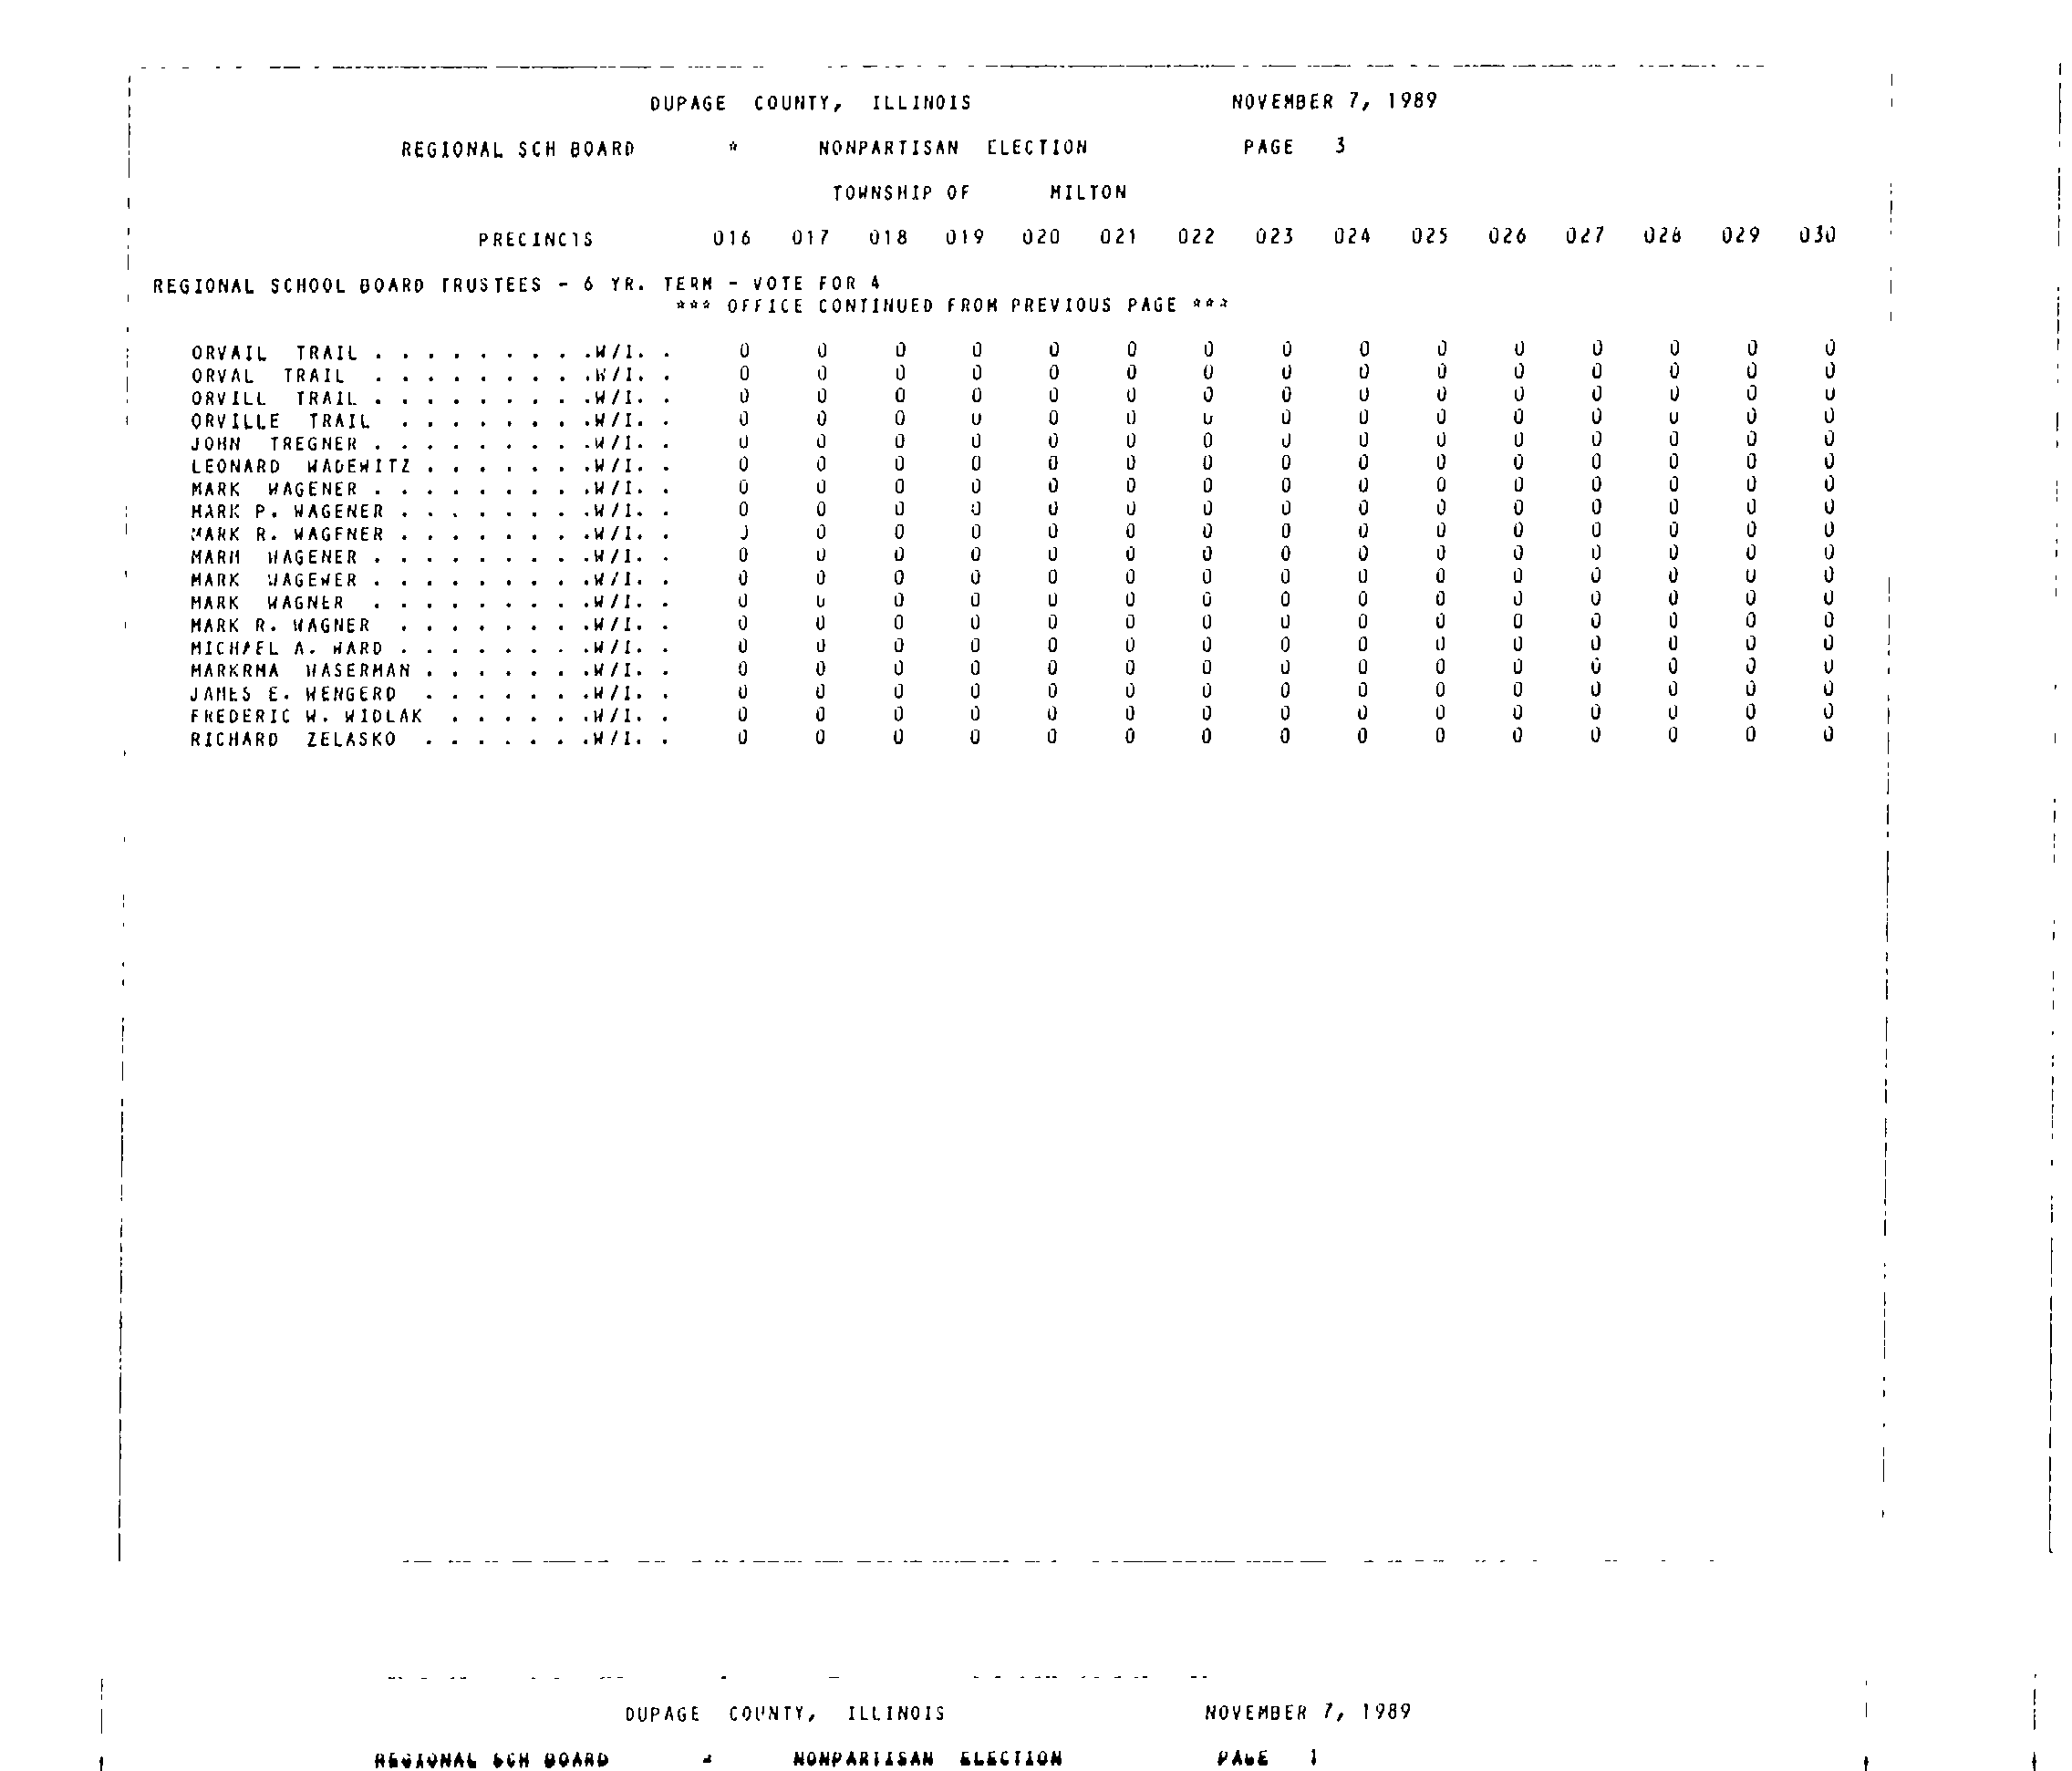 DUPAGE COUNTY, ILLINOIS NOVEMBER 7, 1989
REGIONAL SCH BOARD * NONPARTISAN ELECTION PAGE 3
TOWNSHIP OF MILTON
PRECINCTS 016 017 018 019 020 021 022 023 024 025 026 027 028 029 030
REGIONAL SCHOOL BOARD TRUSTEES - 6 YR. TERM - VOTE FOR 4
*** OFFICE CONTINUED FROM PREVIOUS PAGE ***
ORVAIL TRAIL . . . . . . . . .W/I. . 0 0 0 0 0 0 0 0 0 0 0 0 0 0 0
ORVAL TRAIL . . . . . . . . .W/I. . 0 0 0 0 0 0 0 0 0 0 0 0 0 0 0
ORVILL TRAIL . . . . . . . . .W/I. . 0 0 0 0 0 0 0 0 0 0 0 0 0 0 0
ORVILLE TRAIL . . . . . . . .W/I. . 0 0 0 0 0 0 0 0 0 0 0 0 0 0 0
JOHN TREGNER . . . . . . . . .W/I. . 0 0 0 0 0 0 0 0 0 0 0 0 0 0 0
LEONARD WADEWITZ . . . . . . .W/I. . 0 0 0 0 0 0 0 0 0 0 0 0 0 0 0
MARK WAGENER . . . . . . . . .W/I. . 0 0 0 0 0 0 0 0 0 0 0 0 0 0 0
MARK P. WAGENER . . . . . . . .W/I. . 0 0 0 0 0 0 0 0 0 0 0 0 0 0 0
MARK R. WAGENER . . . . . . . .W/I. . 0 0 0 0 0 0 0 0 0 0 0 0 0 0 0
MARM WAGENER . . . . . . . . .W/I. . 0 0 0 0 0 0 0 0 0 0 0 0 0 0 0
MARK WAGEWER . . . . . . . . .W/I. . 0 0 0 0 0 0 0 0 0 0 0 0 0 0 0
MARK WAGNER . . . . . . . . .W/I. . 0 0 0 0 0 0 0 0 0 0 0 0 0 0 0
MARK R. WAGNER . . . . . . . .W/I. . 0 0 0 0 0 0 0 0 0 0 0 0 0 0 0
MICHAEL A. WARD . . . . . . . .W/I. . 0 0 0 0 0 0 0 0 0 0 0 0 0 0 0
MARKRMA WASERMAN . . . . . . .W/I. . 0 0 0 0 0 0 0 0 0 0 0 0 0 0 0
JAMES E. WENGERD . . . . . . .W/I. . 0 0 0 0 0 0 0 0 0 0 0 0 0 0 0
FREDERIC W. WIDLAK . . . . . .W/I. . 0 0 0 0 0 0 0 0 0 0 0 0 0 0 0
RICHARD ZELASKO . . . . . . .W/I. . 0 0 0 0 0 0 0 0 0 0 0 0 0 0 0
DUPAGE COUNTY, ILLINOIS NOVEMBER 7, 1989
REGIONAL SCH BOARD * NONPARTISAN ELECTION PAGE 1